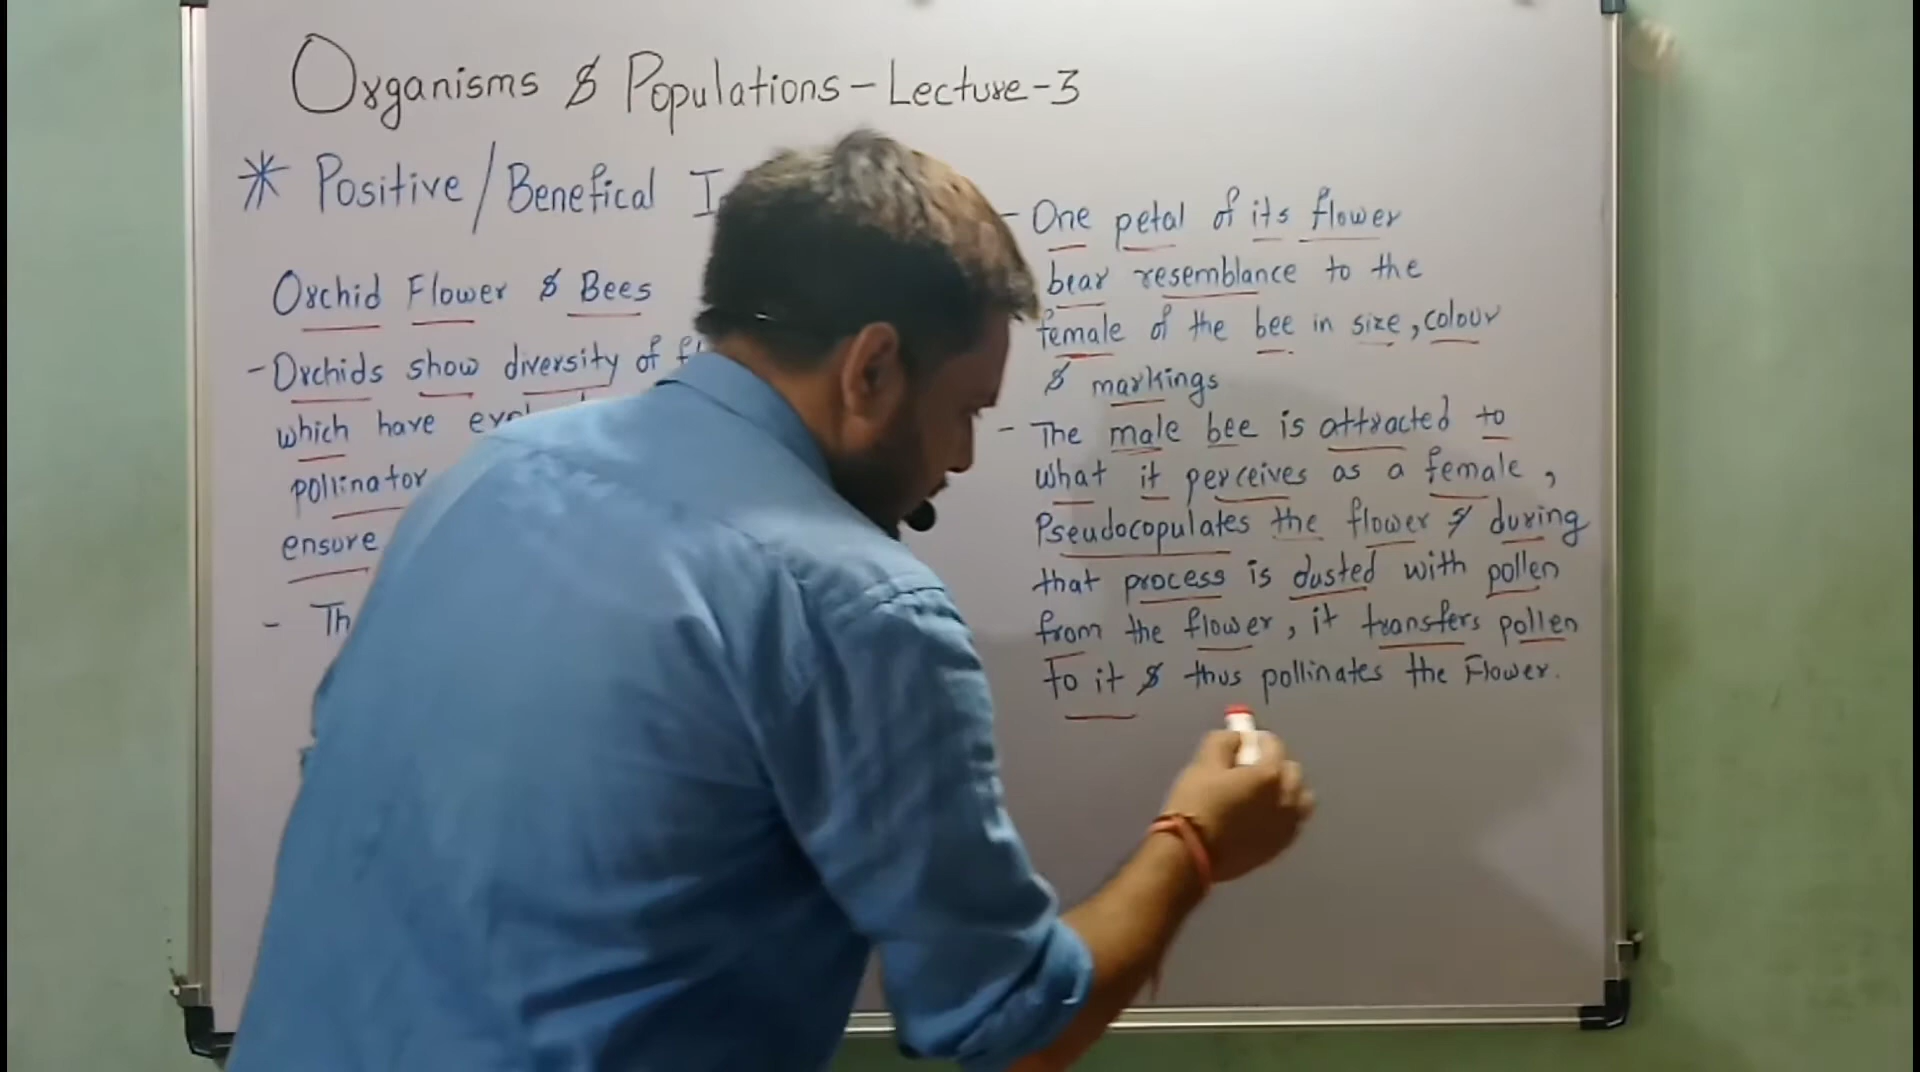 Organisms & Populations - Lecture-3
* Positive/Benefical
Orchid Flower & Bees
- Orchids show diversity of
which have
pollinator
ensure
-
- One petal of its flower
bear resemblance to the
female of the bee in size, colour
& markings
- The male bee is attracted to
what it perceives as a female,
Pseudocopulates the flower & during
that process is dusted with pollen
from the flower, it transfers pollen
to it & thus pollinates the Flower.